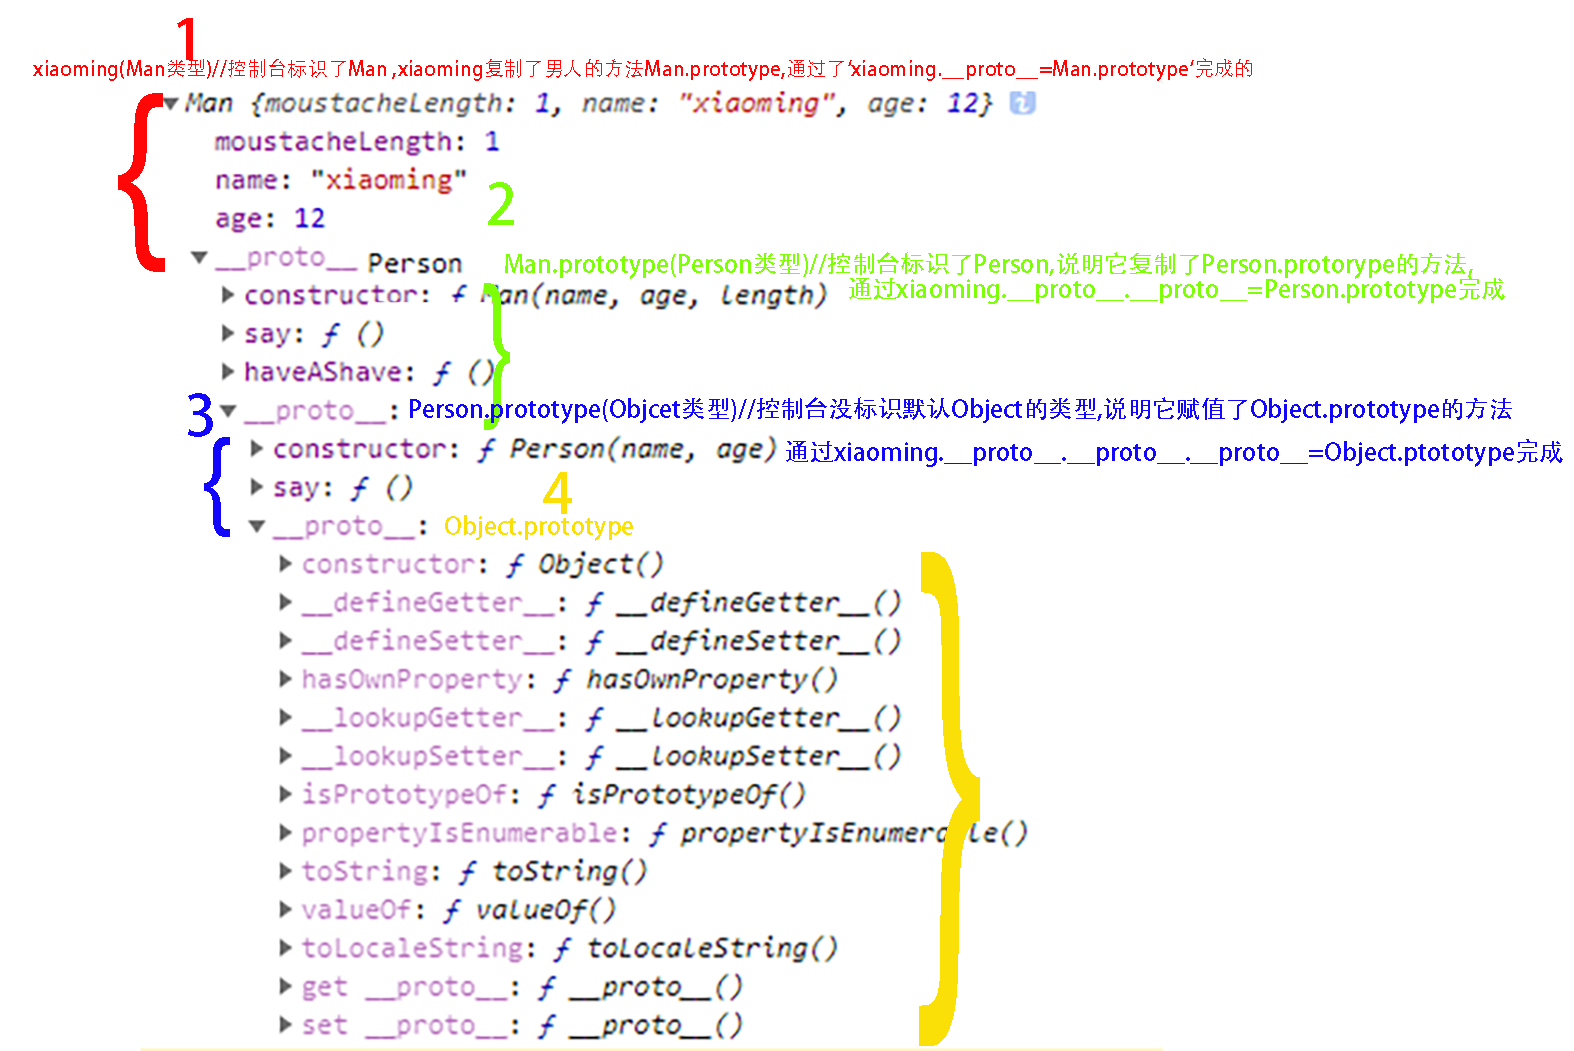 1
xiaoming(Man类型)//控制台标识了Man ,xiaoming复制了男人的方法Man.prototype,通过了‘xiaoming.__proto__=Man.prototype‘完成的
Man {moustacheLength: 1, name: "xiaoming", age: 12} i
moustacheLength: 1
name: "xiaoming"
2
age: 12
__proto__ Person
Man.prototype(Person类型)//控制台标识了Person,说明它复制了Person.protorype的方法,
constructor: ƒ Man(name, age, length)
通过xiaoming.__proto__.__proto__=Person.prototype完成
say: ƒ ()
haveAShave: ƒ ()
3
__proto__: Person.prototype(Objcet类型)//控制台没标识默认Object的类型,说明它赋值了Object.prototype的方法
constructor: ƒ Person(name, age) 通过xiaoming.__proto__.__proto__.__proto__=Object.ptototype完成
say: ƒ ()
4
__proto__: Object.prototype
constructor: ƒ Object()
__defineGetter__: ƒ __defineGetter__()
__defineSetter__: ƒ __defineSetter__()
hasOwnProperty: ƒ hasOwnProperty()
__lookupGetter__: ƒ __lookupGetter__()
__lookupSetter__: ƒ __lookupSetter__()
isPrototypeOf: ƒ isPrototypeOf()
propertyIsEnumerable: ƒ propertyIsEnumerable()
toString: ƒ toString()
valueOf: ƒ valueOf()
toLocaleString: ƒ toLocaleString()
get __proto__: ƒ __proto__()
set __proto__: ƒ __proto__()